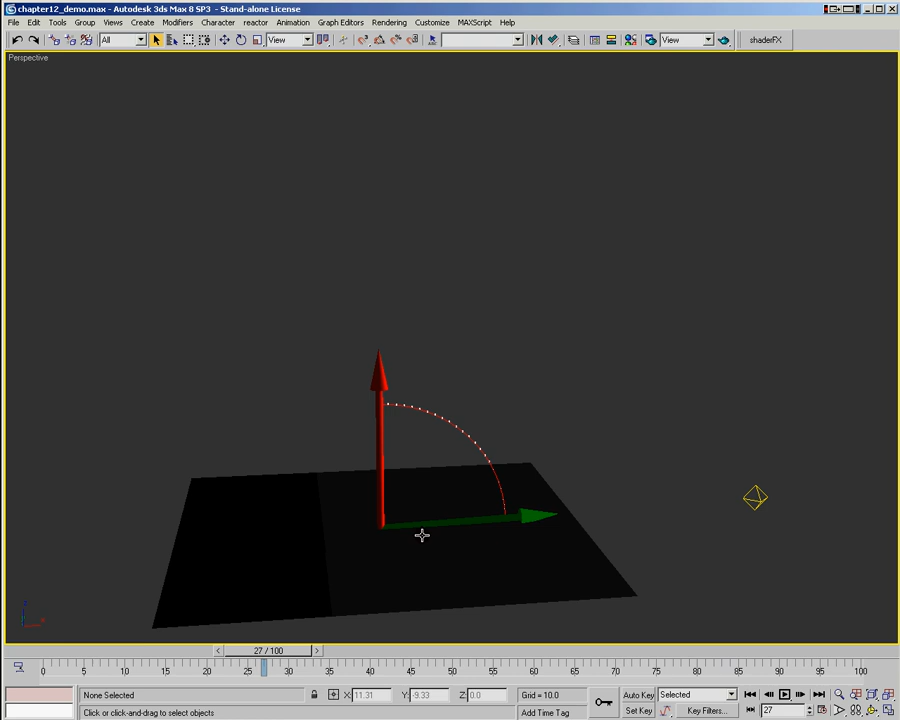 chapter12_demo.max - Autodesk 3ds Max 8 SP3 - Stand-alone License
File Edit Tools Group Views Create Modifiers Character reactor Animation Graph Editors Rendering Customize MAXScript Help
All View View shaderFX
Perspective
27 / 100
0 5 10 15 20 25 30 35 40 45 50 55 60 65 70 75 80 85 90 95 100
None Selected X: 11.31 Y: -9.33 Z: 0.0 Grid = 10.0 Auto Key Selected
Click or click-and-drag to select objects Add Time Tag Set Key Key Filters... 27